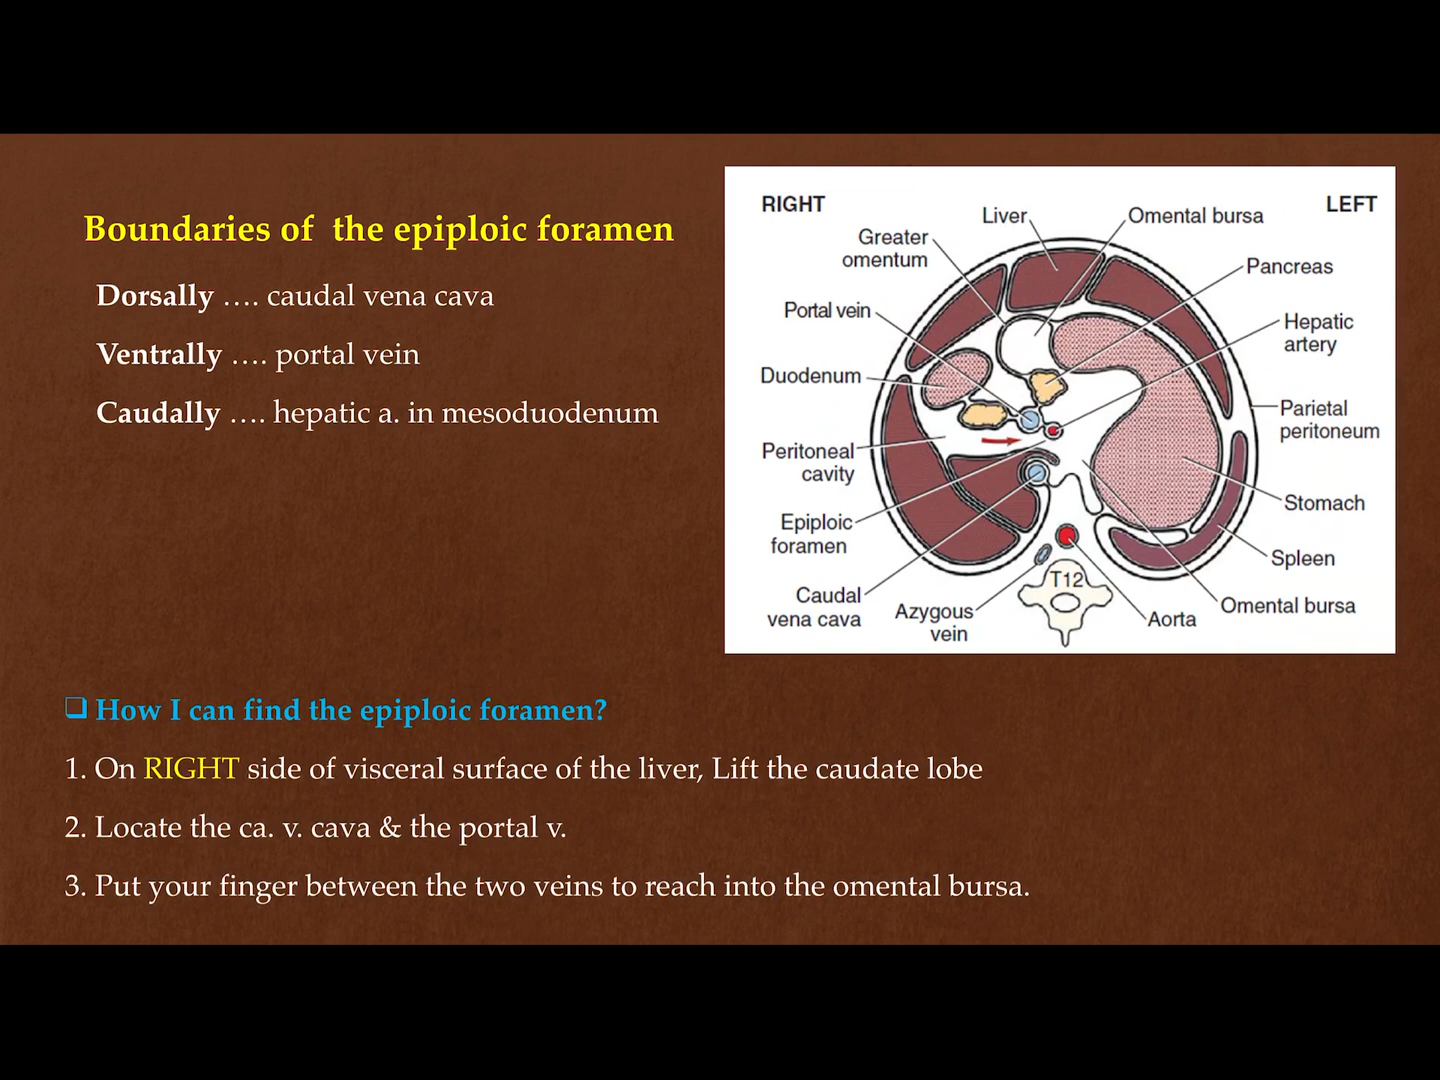 Boundaries of the epiploic foramen
Dorsally …. caudal vena cava
Ventrally …. portal vein
Caudally …. hepatic a. in mesoduodenum
RIGHT
LEFT
Liver
Omental bursa
Greater
omentum
Pancreas
Portal vein
Hepatic
artery
Duodenum
Parietal
peritoneum
Peritoneal
cavity
Stomach
Epiploic
foramen
Spleen
T12
Caudal
vena cava
Azygous
vein
Aorta
Omental bursa
❑ How I can find the epiploic foramen?
1. On RIGHT side of visceral surface of the liver, Lift the caudate lobe
2. Locate the ca. v. cava & the portal v.
3. Put your finger between the two veins to reach into the omental bursa.